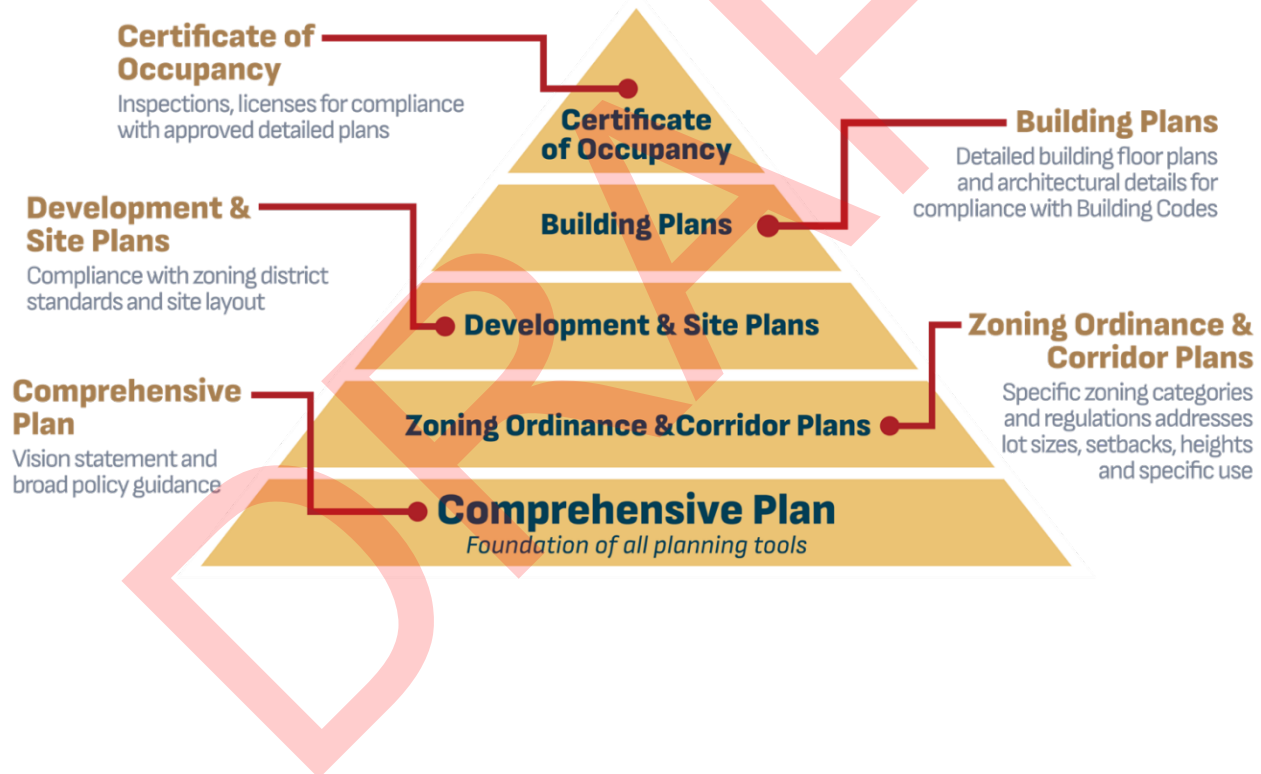 Certificate of
Occupancy
Inspections, licenses for compliance
with approved detailed plans
Certificate
of Occupancy
Building Plans
Detailed building floor plans
and architectural details for
compliance with Building Codes
Development &
Site Plans
Compliance with zoning district
standards and site layout
Building Plans
Development & Site Plans
Zoning Ordinance &
Corridor Plans
Specific zoning categories
and regulations addresses
lot sizes, setbacks, heights
and specific use
Comprehensive
Plan
Vision statement and
broad policy guidance
Zoning Ordinance &Corridor Plans
Comprehensive Plan
Foundation of all planning tools
DRAF